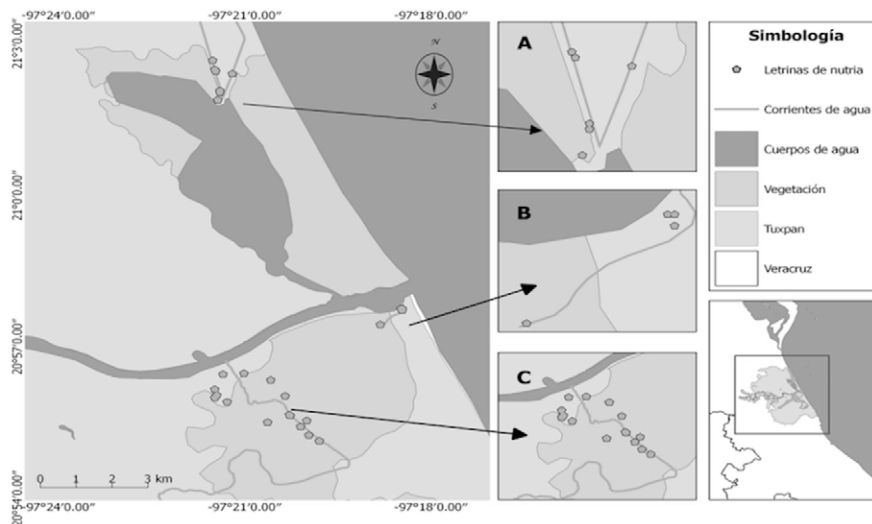 -97°24'0.00"
-97°21'0.00"
-97°18'0.00"
21°3'0.00"
21°0'0.00"
20°57'0.00"
20°54'0.00"
N
S
0 1 2 3 km
-97°24'0.00"
-97°21'0.00"
-97°18'0.00"
A
B
C
Simbología
Letrinas de nutria
Corrientes de agua
Cuerpos de agua
Vegetación
Tuxpan
Veracruz